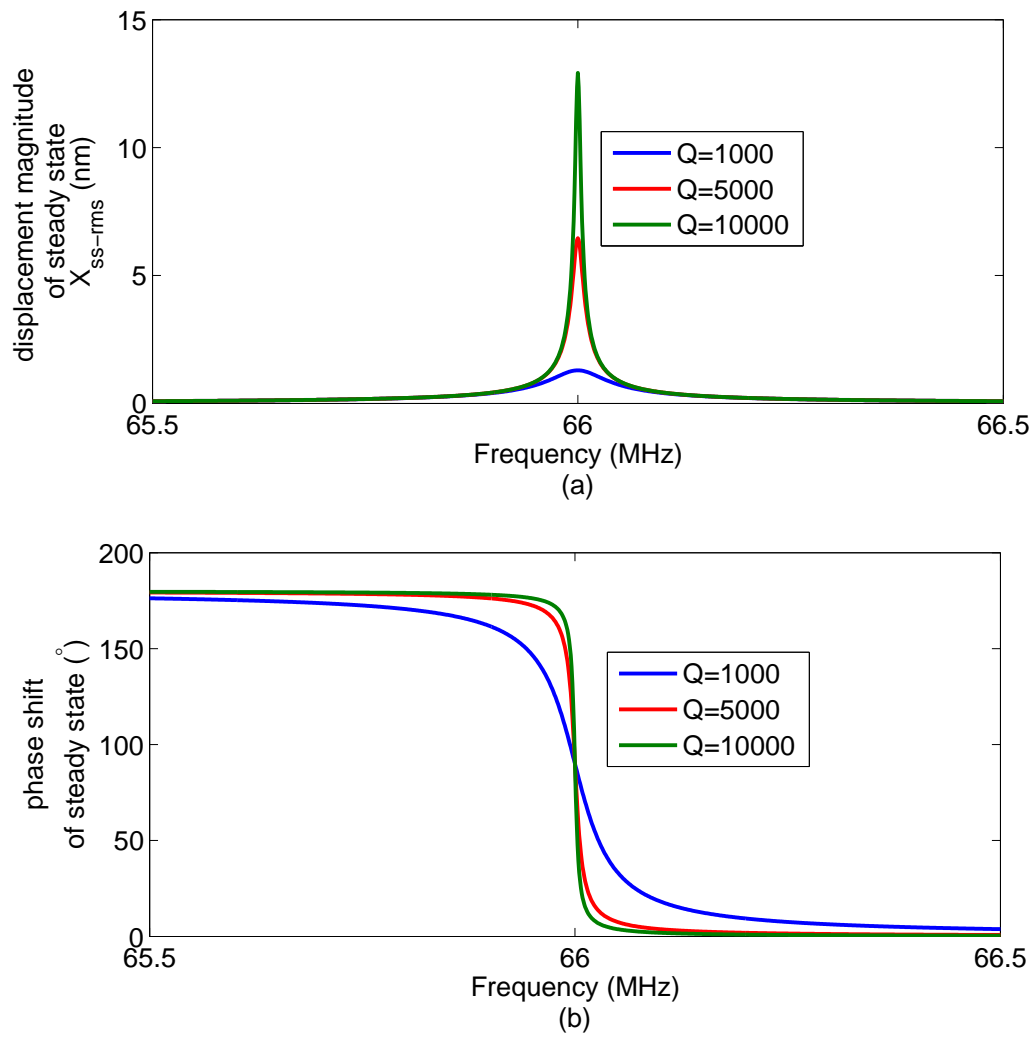 15
10
5
0
displacement magnitude
of steady state
X_ss-rms (nm)
Q=1000
Q=5000
Q=10000
65.5
66
66.5
Frequency (MHz)
(a)
200
150
100
50
0
phase shift
of steady state (°)
Q=1000
Q=5000
Q=10000
65.5
66
66.5
Frequency (MHz)
(b)